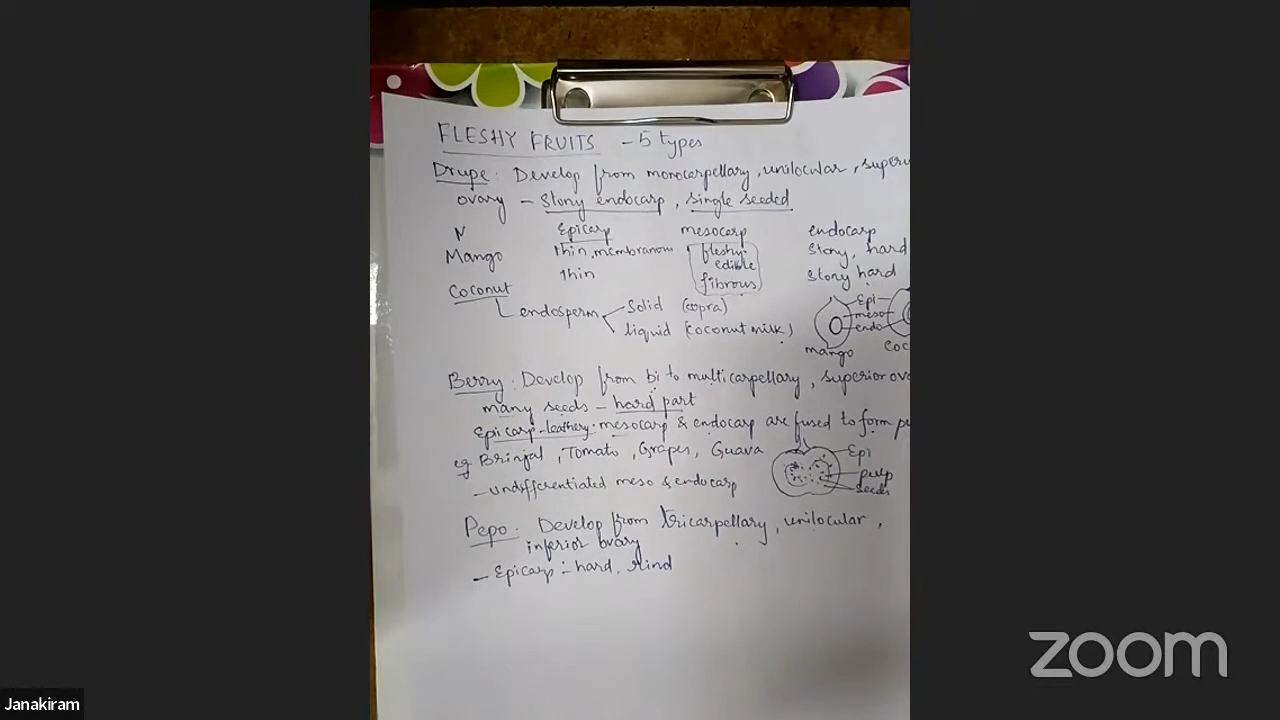 FLESHY FRUITS - 5 types
Drupe: Develop from monocarpellary, unilocular, superi
ovary - Stony endocarp, single seeded
N Epicarp mesocarp endocarp
Mango thin, membranous fleshy edible Stony, hard
Coconut thin fibrous Stony hard
endosperm Solid (copra)
liquid (coconut milk)
Epi
meso
endo
mango coc
Berry: Develop from bi to multicarpellary, superior ova
many seeds - hard part
Epicarp - leathery. mesocarp & endocarp are fused to form pu
eg Brinjal, Tomato, Grapes, Guava
- undifferentiated meso & endocarp
Epi
pulp
seeds
Pepo: Develop from tricarpellary, unilocular,
inferior ovary
- Epicarp :- hard, rind
zoom
Janakiram